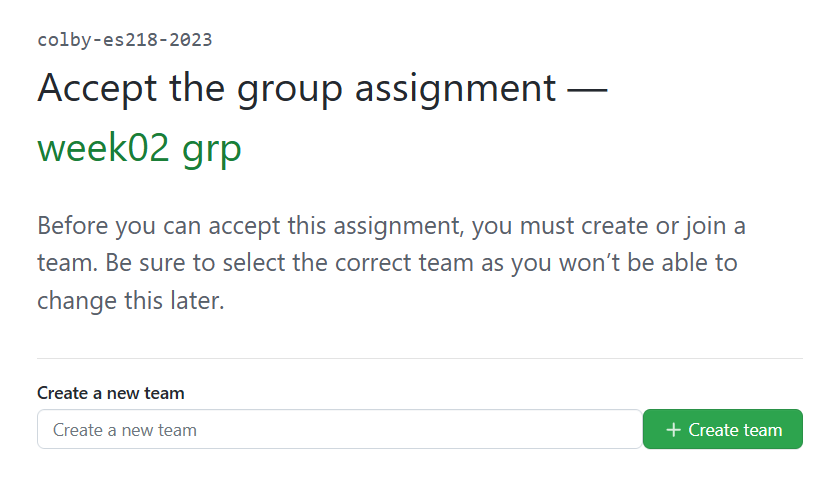 colby-es218-2023
Accept the group assignment —
week02 grp
Before you can accept this assignment, you must create or join a
team. Be sure to select the correct team as you won’t be able to
change this later.
Create a new team
Create a new team
+ Create team